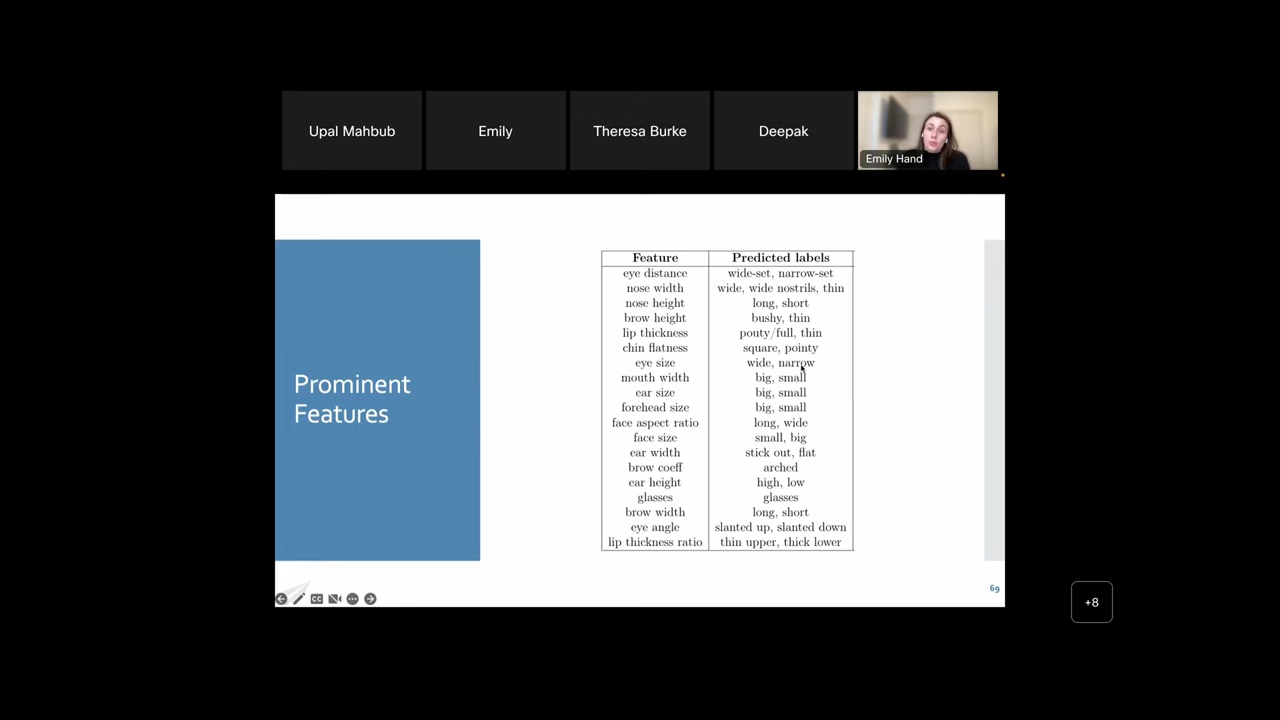 Upal Mahbub
Emily
Theresa Burke
Deepak
Emily Hand
Prominent
Features
Feature Predicted labels
eye distance wide-set, narrow-set
nose width wide, wide nostrils, thin
nose height long, short
brow height bushy, thin
lip thickness pouty/full, thin
chin flatness square, pointy
eye size wide, narrow
mouth width big, small
ear size big, small
forehead size big, small
face aspect ratio long, wide
face size small, big
ear width stick out, flat
brow coeff arched
ear height high, low
glasses glasses
brow width long, short
eye angle slanted up, slanted down
lip thickness ratio thin upper, thick lower
69
CC
+8